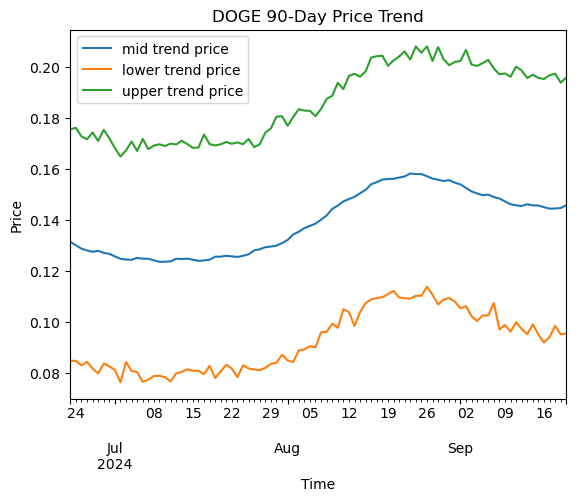 DOGE 90-Day Price Trend
mid trend price
lower trend price
upper trend price
0.20
0.18
0.16
0.14
0.12
0.10
0.08
Price
24 08 15 22 29 05 12 19 26 02 09 16
Jul Aug Sep
2024
Time